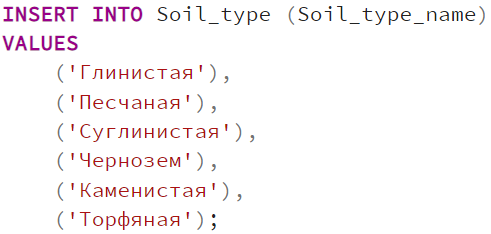 INSERT INTO Soil_type (Soil_type_name)
VALUES
('Глинистая'),
('Песчаная'),
('Суглинистая'),
('Чернозем'),
('Каменистая'),
('Торфяная');